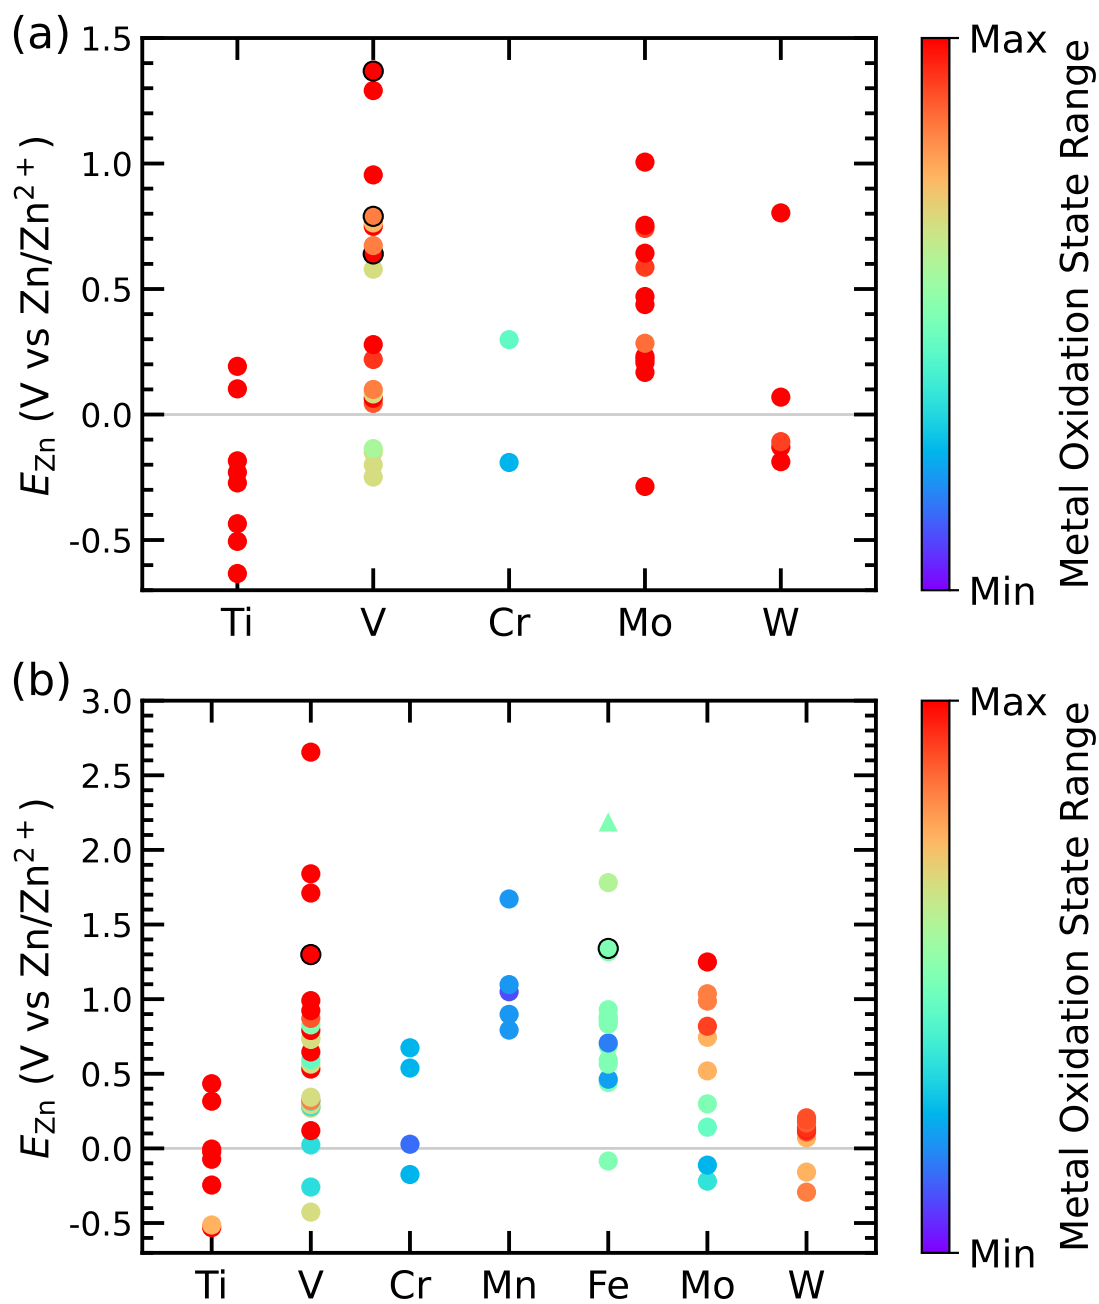 (a)
1.5
1.0
0.5
0.0
-0.5
E_Zn (V vs Zn/Zn²⁺)
Ti V Cr Mo W
Max
Min
Metal Oxidation State Range
(b)
3.0
2.5
2.0
1.5
1.0
0.5
0.0
-0.5
E_Zn (V vs Zn/Zn²⁺)
Ti V Cr Mn Fe Mo W
Max
Min
Metal Oxidation State Range